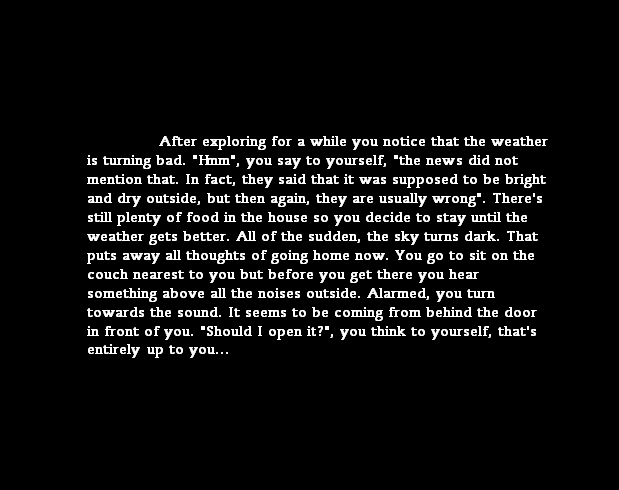 After exploring for a while you notice that the weather
is turning bad. "Hmm", you say to yourself, "the news did not
mention that. In fact, they said that it was supposed to be bright
and dry outside, but then again, they are usually wrong". There's
still plenty of food in the house so you decide to stay until the
weather gets better. All of the sudden, the sky turns dark. That
puts away all thoughts of going home now. You go to sit on the
couch nearest to you but before you get there you hear
something above all the noises outside. Alarmed, you turn
towards the sound. It seems to be coming from behind the door
in front of you. "Should I open it?", you think to yourself, that's
entirely up to you...